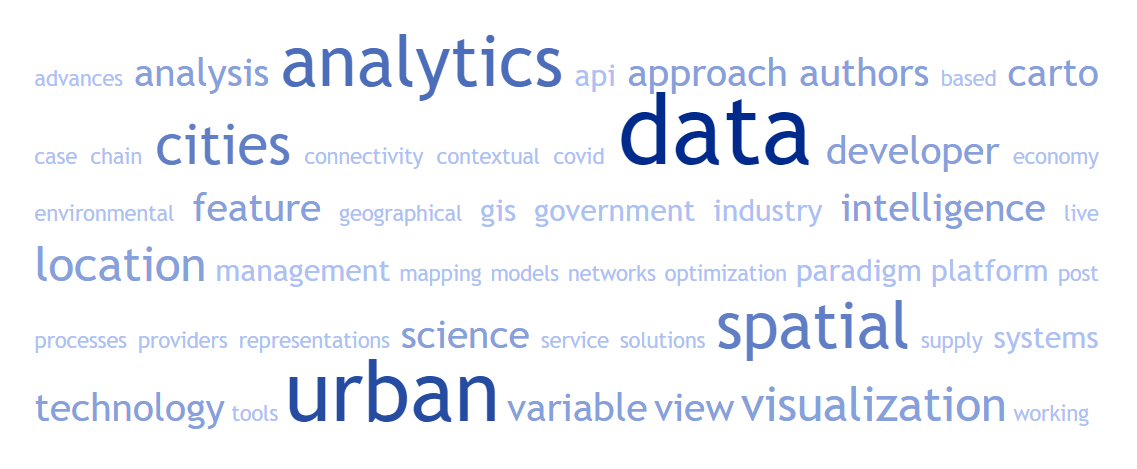 advances analysis analytics api approach authors based carto
case chain cities connectivity contextual covid data developer economy
environmental feature geographical gis government industry intelligence live
location management mapping models networks optimization paradigm platform post
processes providers representations science service solutions spatial supply systems
technology tools urban variable view visualization working